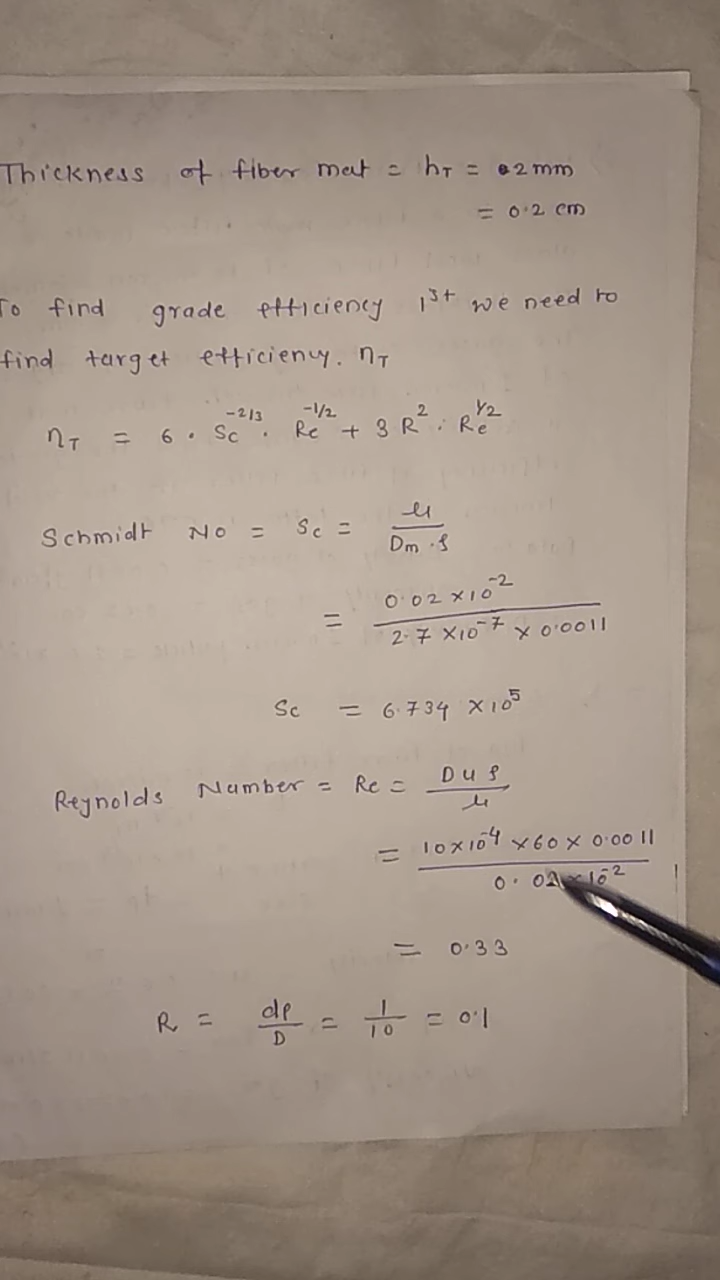 Thickness of fiber mat = hT = 2mm
= 0.2 cm
To find grade efficiency 1st we need to
find target efficiency. ηT
ηT = 6 · Sc^-2/3 · Re^-1/2 + 3 R^2 · Re^1/2
Schmidt No = Sc = μ / Dm · ρ
= 0.02 × 10^-2 / 2.7 × 10^-7 × 0.0011
Sc = 6.734 × 10^5
Reynolds Number = Re = D u ρ / μ
= 10 × 10^-4 × 60 × 0.0011 / 0.02 × 10^-2
= 0.33
R = dp / D = 1 / 10 = 0.1